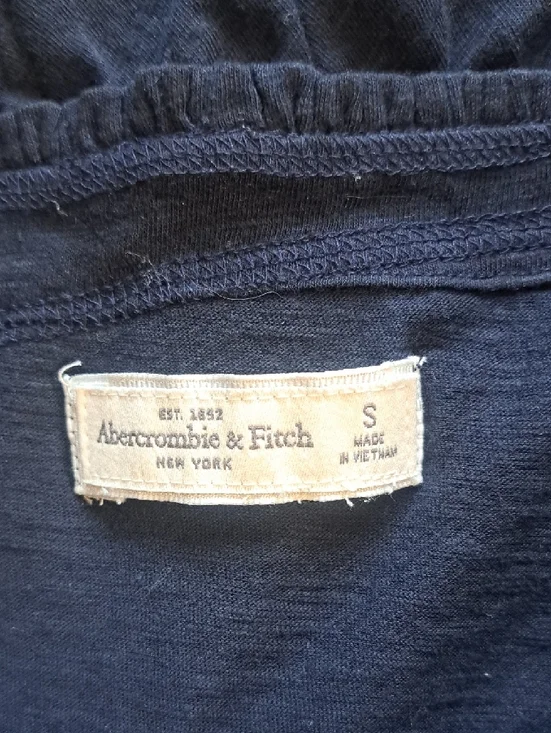 EST. 1892
Abercrombie & Fitch
NEW YORK
S
MADE
IN VIETNAM